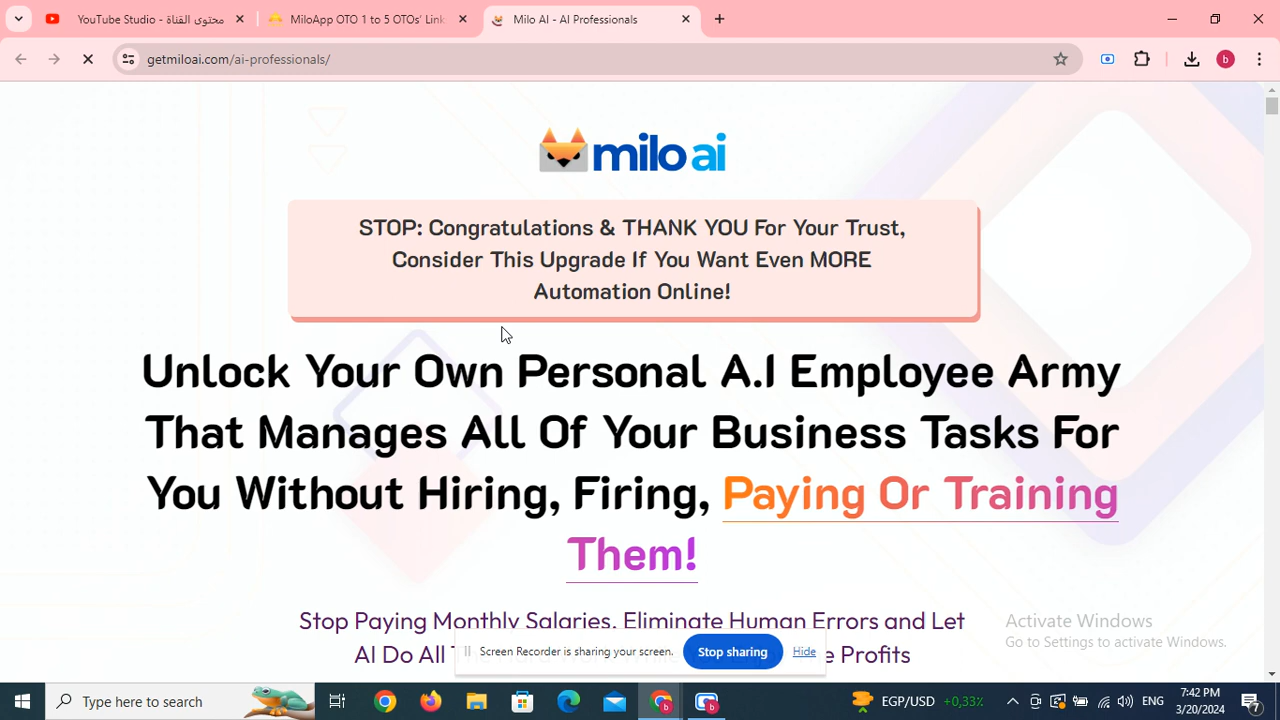 YouTube Studio - محتوى القناة
MiloApp OTO 1 to 5 OTOs' Link
Milo AI - AI Professionals
getmiloai.com/ai-professionals/
b
milo ai
STOP: Congratulations & THANK YOU For Your Trust,
Consider This Upgrade If You Want Even MORE
Automation Online!
Unlock Your Own Personal A.I Employee Army
That Manages All Of Your Business Tasks For
You Without Hiring, Firing, Paying Or Training
Them!
Stop Paying Monthly Salaries, Eliminate Human Errors and Let
AI Do All
e Profits
Screen Recorder is sharing your screen.
Stop sharing
Hide
Activate Windows
Go to Settings to activate Windows.
Type here to search
EGP/USD +0,33%
ENG
7:42 PM
3/20/2024
7